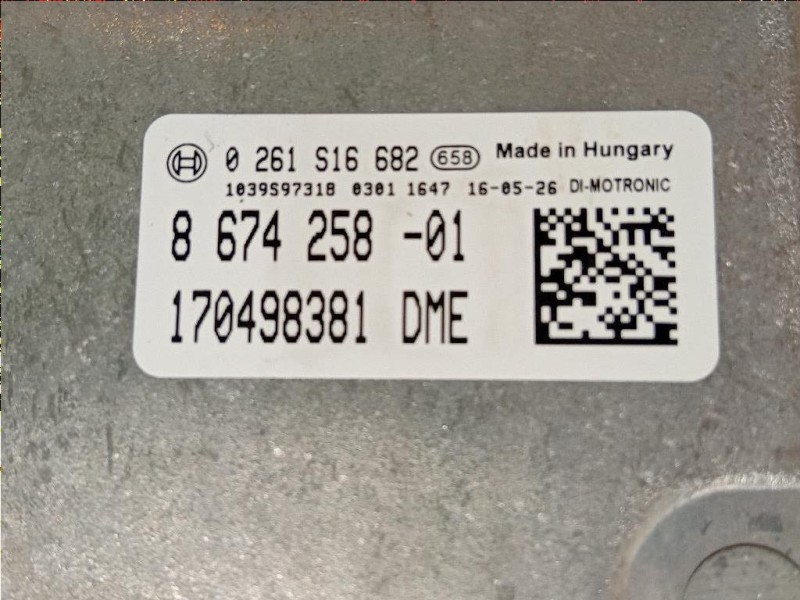 0 261 S16 682 658 Made in Hungary
1039S97318 0301 1647 16-05-26 DI-MOTRONIC
8 674 258 -01
170498381 DME